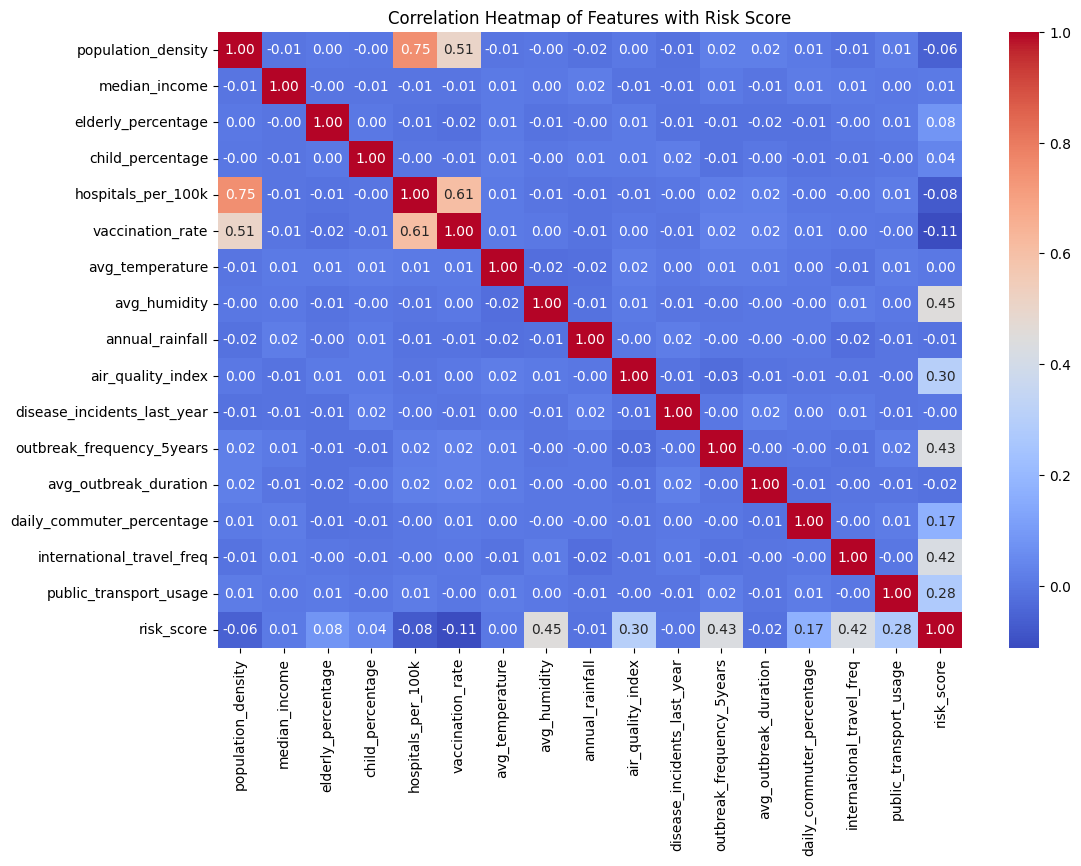 Correlation Heatmap of Features with Risk Score
population_density 1.00 -0.01 0.00 -0.00 0.75 0.51 -0.01 -0.00 -0.02 0.00 -0.01 0.02 0.02 0.01 -0.01 0.01 -0.06
median_income -0.01 1.00 -0.00 -0.01 -0.01 -0.01 0.01 0.00 0.02 -0.01 -0.01 0.01 -0.01 0.01 0.01 0.00 0.01
elderly_percentage 0.00 -0.00 1.00 0.00 -0.01 -0.02 0.01 -0.01 -0.00 0.01 -0.01 -0.01 -0.02 -0.01 -0.00 0.01 0.08
child_percentage -0.00 -0.01 0.00 1.00 -0.00 -0.01 0.01 -0.00 0.01 0.01 0.02 -0.01 -0.00 -0.01 -0.01 -0.00 0.04
hospitals_per_100k 0.75 -0.01 -0.01 -0.00 1.00 0.61 0.01 -0.01 -0.01 -0.01 -0.00 0.02 0.02 -0.00 -0.00 0.01 -0.08
vaccination_rate 0.51 -0.01 -0.02 -0.01 0.61 1.00 0.01 0.00 -0.01 0.00 -0.01 0.02 0.02 0.01 0.00 -0.00 -0.11
avg_temperature -0.01 0.01 0.01 0.01 0.01 0.01 1.00 -0.02 -0.02 0.02 0.00 0.01 0.01 0.00 -0.01 0.01 0.00
avg_humidity -0.00 0.00 -0.01 -0.00 -0.01 0.00 -0.02 1.00 -0.01 0.01 -0.01 -0.00 -0.00 -0.00 0.01 0.00 0.45
annual_rainfall -0.02 0.02 -0.00 0.01 -0.01 -0.01 -0.02 -0.01 1.00 -0.00 0.02 -0.00 -0.00 -0.00 -0.02 -0.01 -0.01
air_quality_index 0.00 -0.01 0.01 0.01 -0.01 0.00 0.02 0.01 -0.00 1.00 -0.01 -0.03 -0.01 -0.01 -0.01 -0.00 0.30
disease_incidents_last_year -0.01 -0.01 -0.01 0.02 -0.00 -0.01 0.00 -0.01 0.02 -0.01 1.00 -0.00 0.02 0.00 0.01 -0.01 -0.00
outbreak_frequency_5years 0.02 0.01 -0.01 -0.01 0.02 0.02 0.01 -0.00 -0.00 -0.03 -0.00 1.00 -0.00 -0.00 -0.01 0.02 0.43
avg_outbreak_duration 0.02 -0.01 -0.02 -0.00 0.02 0.02 0.01 -0.00 -0.00 -0.01 0.02 -0.00 1.00 -0.01 -0.00 -0.01 -0.02
daily_commuter_percentage 0.01 0.01 -0.01 -0.01 -0.00 0.01 0.00 -0.00 -0.00 -0.01 0.00 -0.00 -0.01 1.00 -0.00 0.01 0.17
international_travel_freq -0.01 0.01 -0.00 -0.01 -0.00 0.00 -0.01 0.01 -0.02 -0.01 0.01 -0.01 -0.00 -0.00 1.00 -0.00 0.42
public_transport_usage 0.01 0.00 0.01 -0.00 0.01 -0.00 0.01 0.00 -0.01 -0.00 -0.01 0.02 -0.01 0.01 -0.00 1.00 0.28
risk_score -0.06 0.01 0.08 0.04 -0.08 -0.11 0.00 0.45 -0.01 0.30 -0.00 0.43 -0.02 0.17 0.42 0.28 1.00
population_density
median_income
elderly_percentage
child_percentage
hospitals_per_100k
vaccination_rate
avg_temperature
avg_humidity
annual_rainfall
air_quality_index
disease_incidents_last_year
outbreak_frequency_5years
avg_outbreak_duration
daily_commuter_percentage
international_travel_freq
public_transport_usage
risk_score
1.0
0.8
0.6
0.4
0.2
0.0